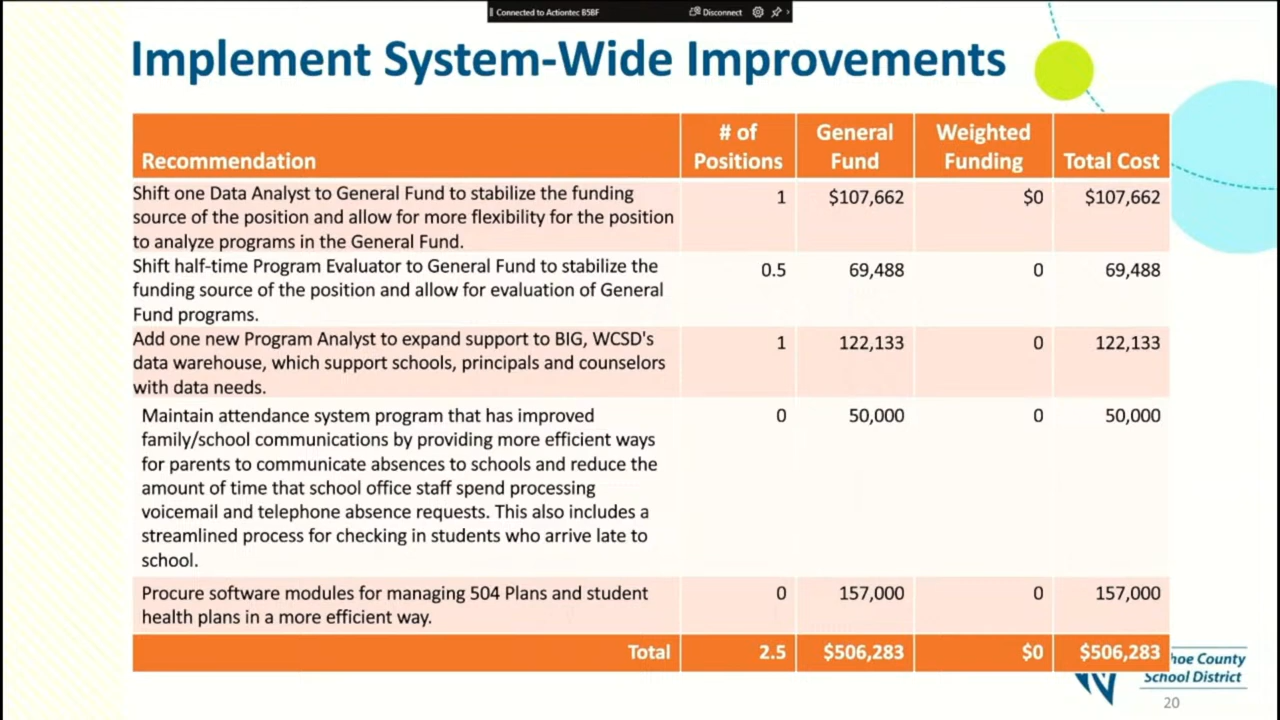 Connected to Actiontec B5BF
Disconnect
Implement System-Wide Improvements
Recommendation
# of
Positions
General
Fund
Weighted
Funding
Total Cost
Shift one Data Analyst to General Fund to stabilize the funding
source of the position and allow for more flexibility for the position
to analyze programs in the General Fund.
1
$107,662
$0
$107,662
Shift half-time Program Evaluator to General Fund to stabilize the
funding source of the position and allow for evaluation of General
Fund programs.
0.5
69,488
0
69,488
Add one new Program Analyst to expand support to BIG, WCSD's
data warehouse, which support schools, principals and counselors
with data needs.
1
122,133
0
122,133
Maintain attendance system program that has improved
family/school communications by providing more efficient ways
for parents to communicate absences to schools and reduce the
amount of time that school office staff spend processing
voicemail and telephone absence requests. This also includes a
streamlined process for checking in students who arrive late to
school.
0
50,000
0
50,000
Procure software modules for managing 504 Plans and student
health plans in a more efficient way.
0
157,000
0
157,000
Total
2.5
$506,283
$0
$506,283
hoe County
School District
20